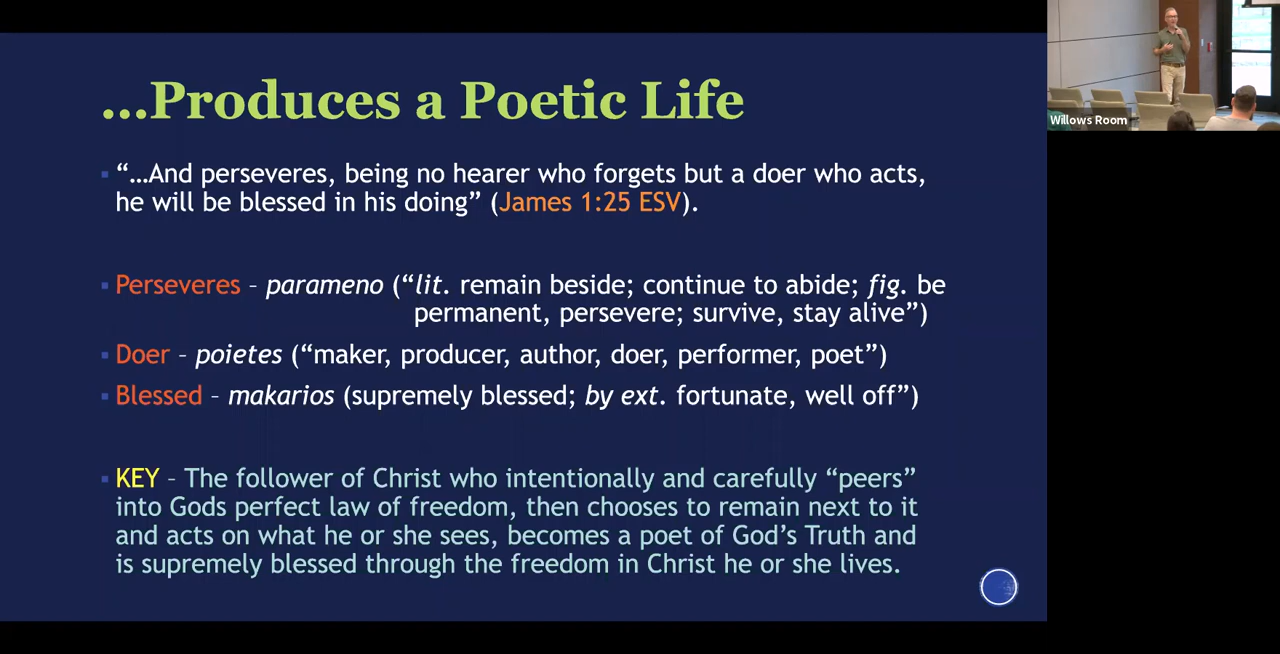 ...Produces a Poetic Life
“...And perseveres, being no hearer who forgets but a doer who acts,
he will be blessed in his doing” (James 1:25 ESV).
Perseveres – parameno (“lit. remain beside; continue to abide; fig. be
permanent, persevere; survive, stay alive”)
Doer – poietes (“maker, producer, author, doer, performer, poet”)
Blessed – makarios (supremely blessed; by ext. fortunate, well off”)
KEY – The follower of Christ who intentionally and carefully “peers”
into Gods perfect law of freedom, then chooses to remain next to it
and acts on what he or she sees, becomes a poet of God’s Truth and
is supremely blessed through the freedom in Christ he or she lives.
Willows Room